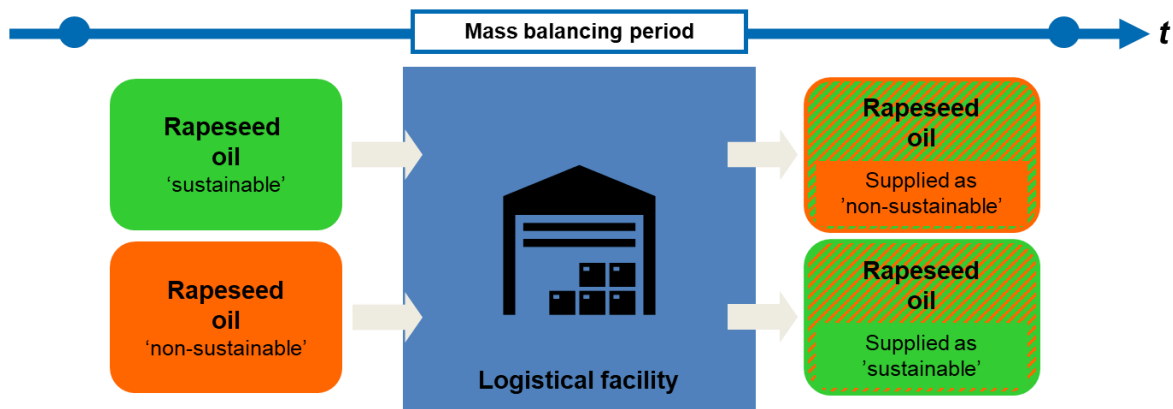 Mass balancing period
t
Rapeseed
oil
‘sustainable’
Rapeseed
oil
‘non-sustainable’
Logistical facility
Rapeseed
oil
Supplied as
’non-sustainable’
Rapeseed
oil
Supplied as
’sustainable’